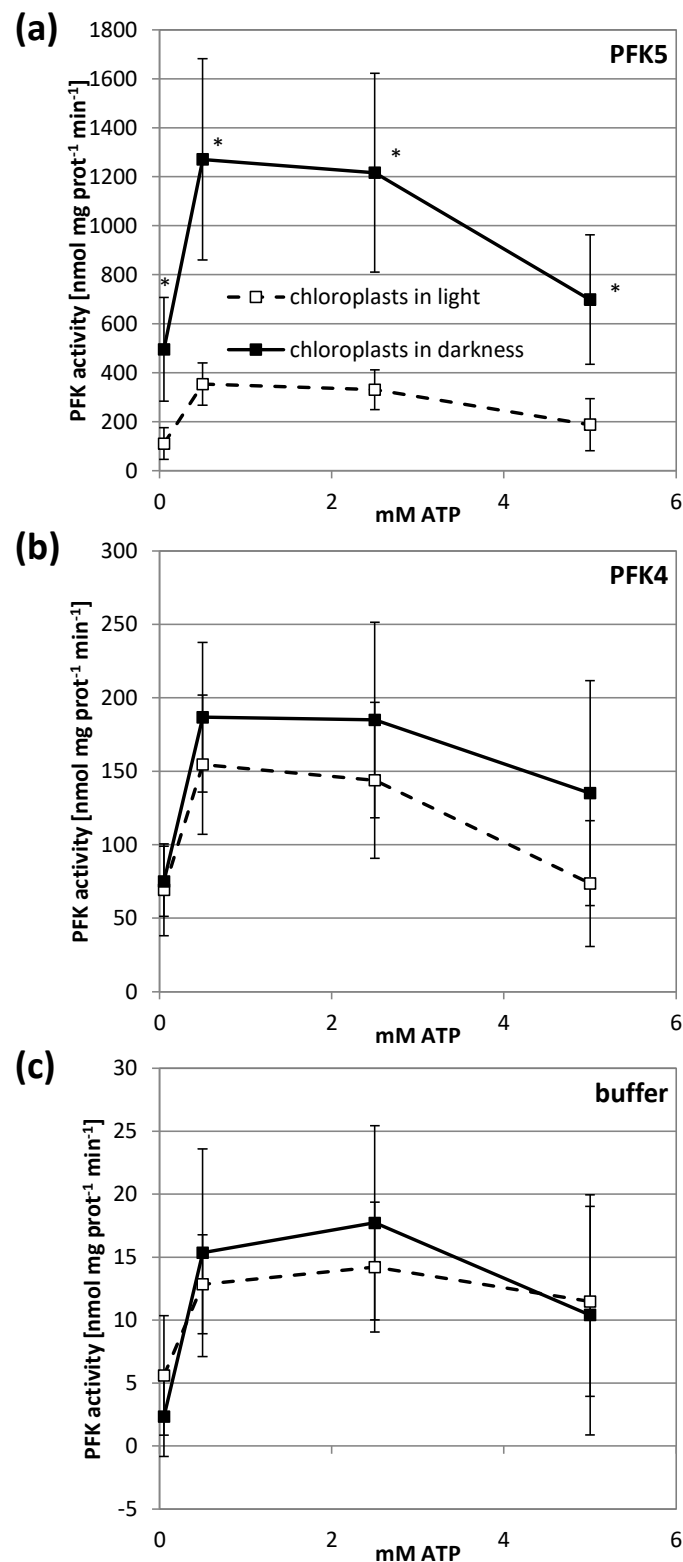 (a)
PFK5
PFK activity [nmol mg prot⁻¹ min⁻¹]
1800
1600
1400
1200
1000
800
600
400
200
0
*
*
*
*
chloroplasts in light
chloroplasts in darkness
0 2 4 6
mM ATP
(b)
PFK4
PFK activity [nmol mg prot⁻¹ min⁻¹]
300
250
200
150
100
50
0
0 2 4 6
mM ATP
(c)
buffer
PFK activity [nmol mg prot⁻¹ min⁻¹]
30
25
20
15
10
5
0
-5
0 2 4 6
mM ATP